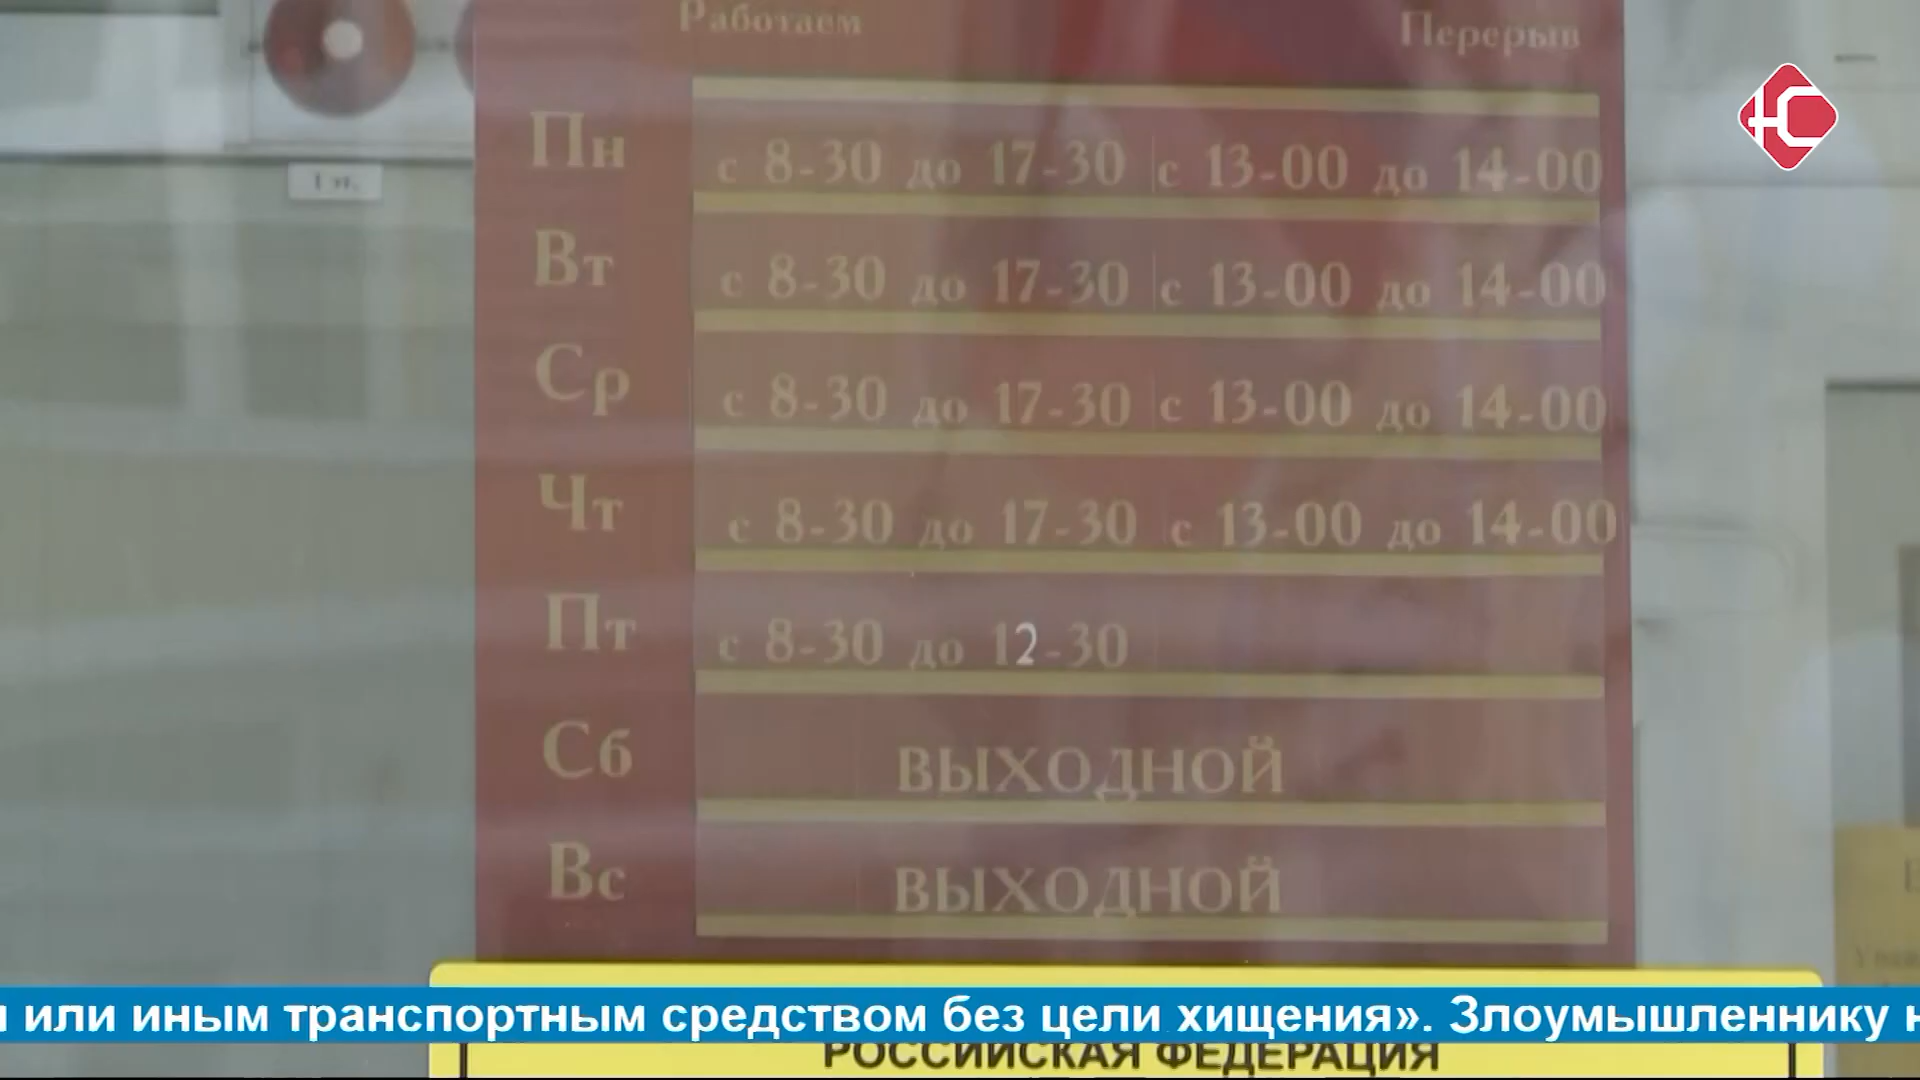 Работаем Перерыв
Пн с 8-30 до 17-30 с 13-00 до 14-00
1 эт.
Вт с 8-30 до 17-30 с 13-00 до 14-00
Ср с 8-30 до 17-30 с 13-00 до 14-00
Чт с 8-30 до 17-30 с 13-00 до 14-00
Пт с 8-30 до 12-30
Сб ВЫХОДНОЙ
Вс ВЫХОДНОЙ
или иным транспортным средством без цели хищения». Злоумышленнику н
РОССИЙСКАЯ ФЕДЕРАЦИЯ